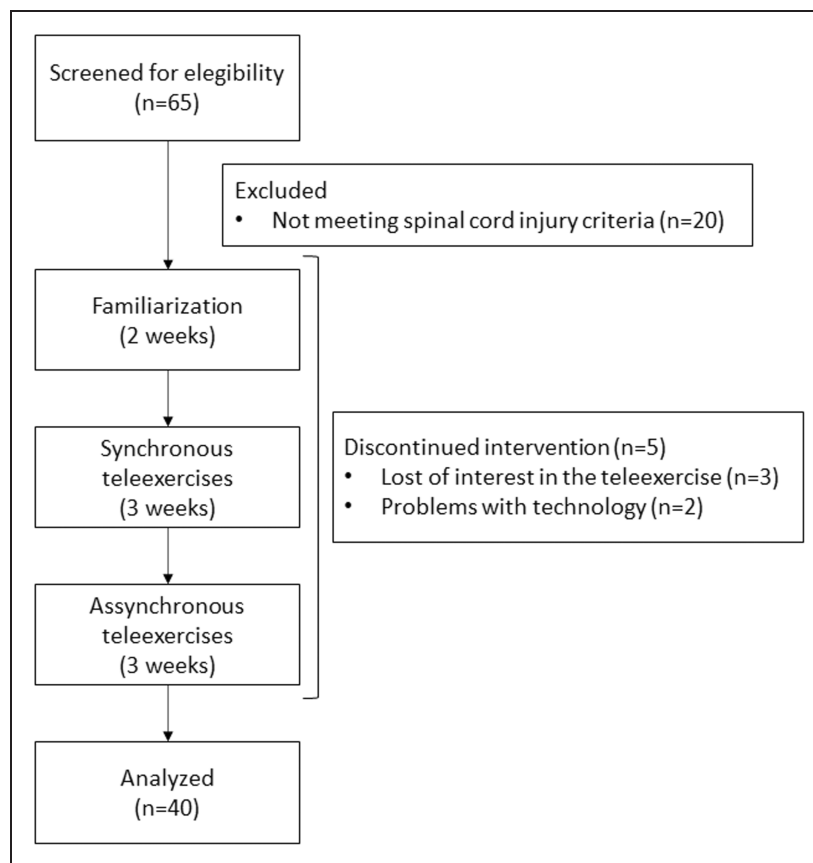 Screened for elegibility
(n=65)
Excluded
• Not meeting spinal cord injury criteria (n=20)
Familiarization
(2 weeks)
Synchronous
teleexercises
(3 weeks)
Discontinued intervention (n=5)
• Lost of interest in the teleexercise (n=3)
• Problems with technology (n=2)
Assynchronous
teleexercises
(3 weeks)
Analyzed
(n=40)